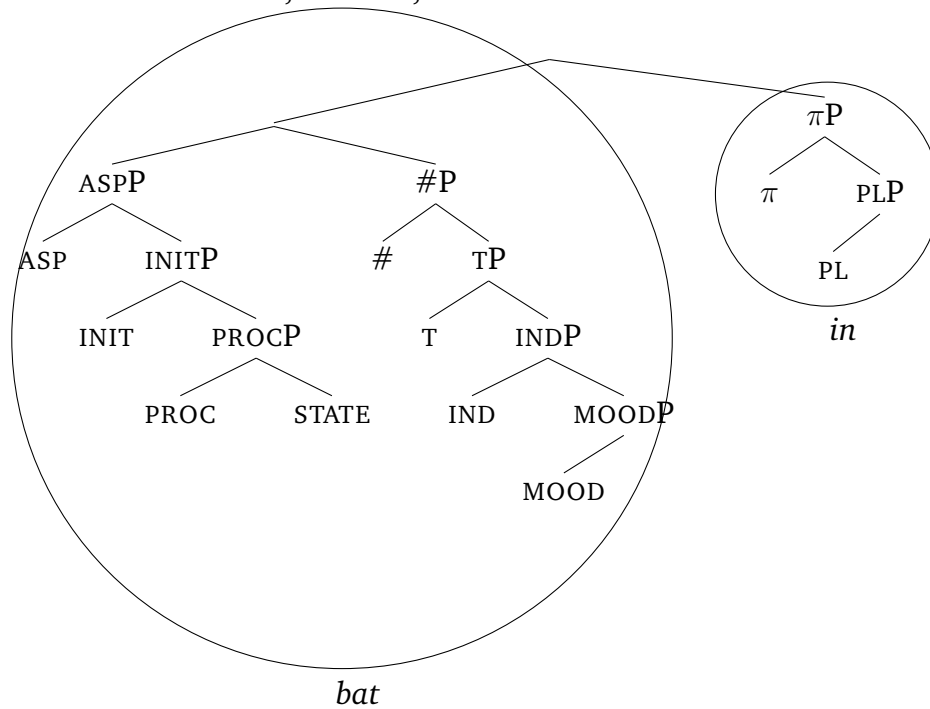 πP
ASPP #P π PLP
ASP INITP # TP PL
INIT PROCP T INDP in
PROC STATE IND MOODP
MOOD
bat